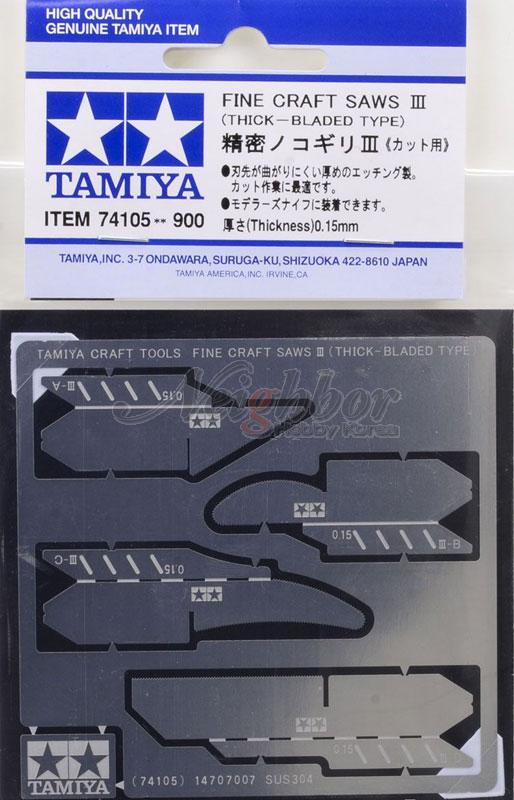 HIGH QUALITY
GENUINE TAMIYA ITEM
FINE CRAFT SAWS Ⅲ
(THICK-BLADED TYPE)
精密ノコギリⅢ《カット用》
●刃先が曲がりにくい厚めのエッチング製。
カット作業に最適です。
●モデラーズナイフに装着できます。
厚さ(Thickness)0.15mm
TAMIYA
ITEM 74105** 900
TAMIYA,INC. 3-7 ONDAWARA, SURUGA-KU, SHIZUOKA 422-8610 JAPAN
TAMIYA AMERICA,INC. IRVINE,CA
TAMIYA CRAFT TOOLS FINE CRAFT SAWS Ⅲ (THICK-BLADED TYPE)
Ⅲ-A 0.15
Neighbor
Hobby Korea
0.15 Ⅲ-B
Ⅲ-C 0.15
0.15 Ⅲ-D
TAMIYA
(74105) 14707007 SUS304